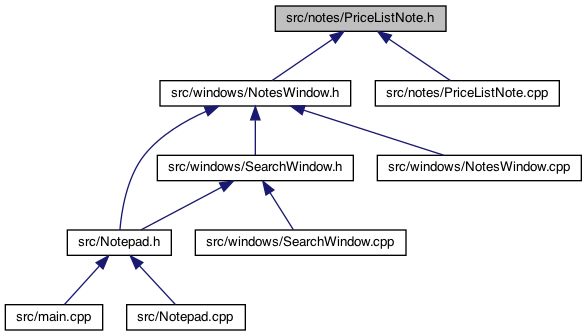 src/notes/PriceListNote.h
src/windows/NotesWindow.h
src/notes/PriceListNote.cpp
src/windows/SearchWindow.h
src/windows/NotesWindow.cpp
src/Notepad.h
src/windows/SearchWindow.cpp
src/main.cpp
src/Notepad.cpp